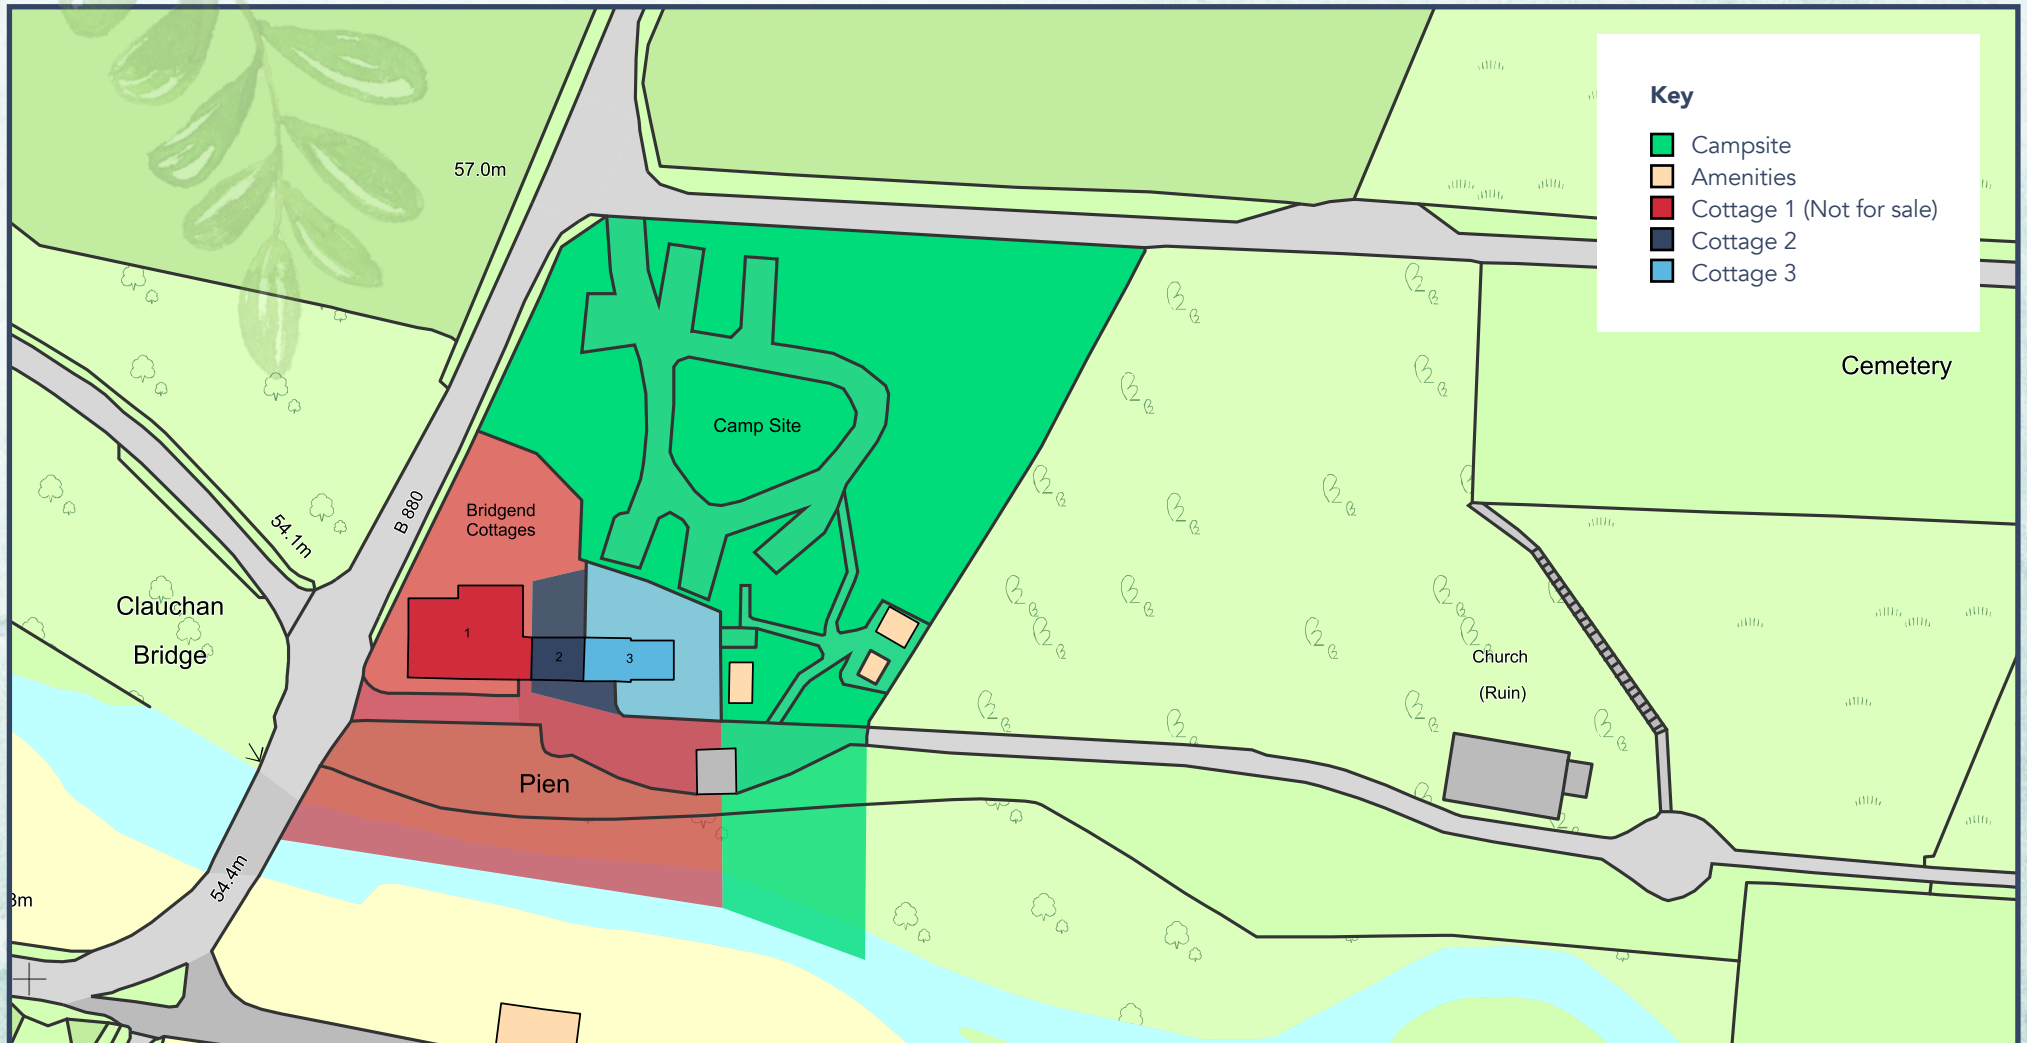 Key
Campsite
Amenities
Cottage 1 (Not for sale)
Cottage 2
Cottage 3
57.0m
Cemetery
Camp Site
B 880
Bridgend
Cottages
54.1m
Clauchan
Bridge
1
2
3
Church
(Ruin)
Pien
54.4m
3m